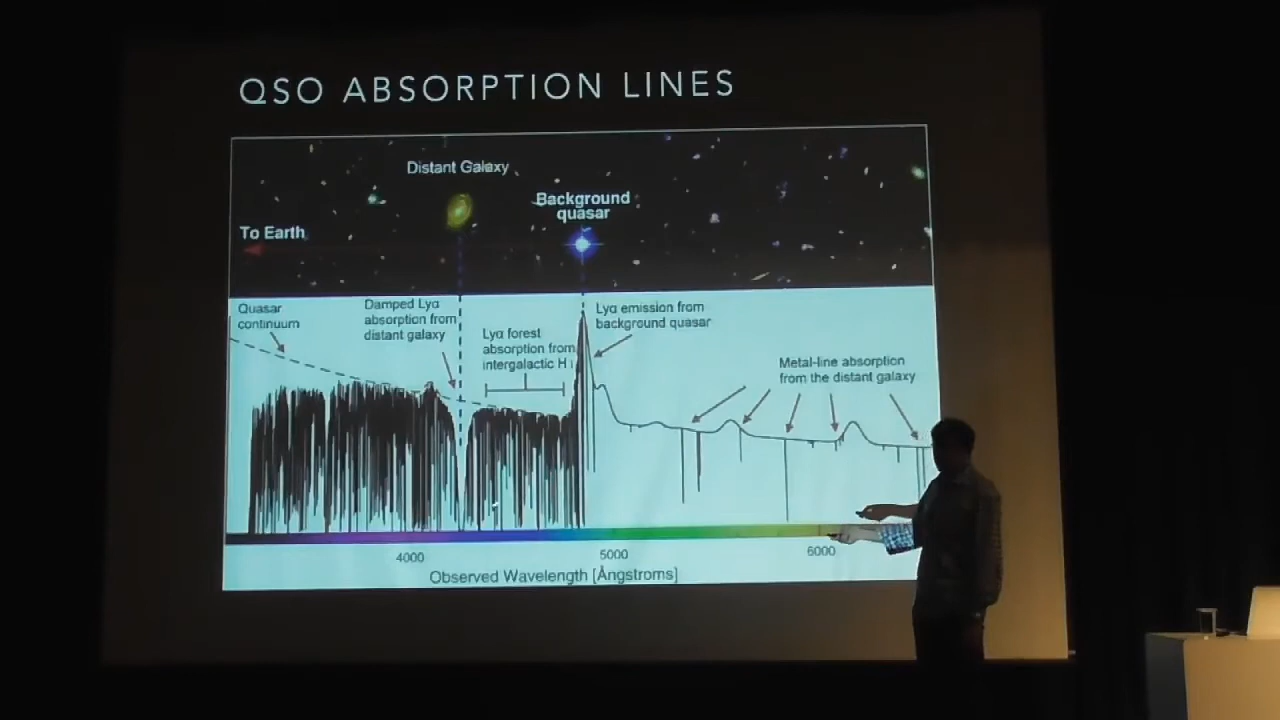 QSO ABSORPTION LINES
Distant Galaxy
Background
quasar
To Earth
Quasar
continuum
Damped Lyα
absorption from
distant galaxy
Lyα forest
absorption from
intergalactic H I
Lyα emission from
background quasar
Metal-line absorption
from the distant galaxy
4000
5000
6000
Observed Wavelength [Ångstroms]